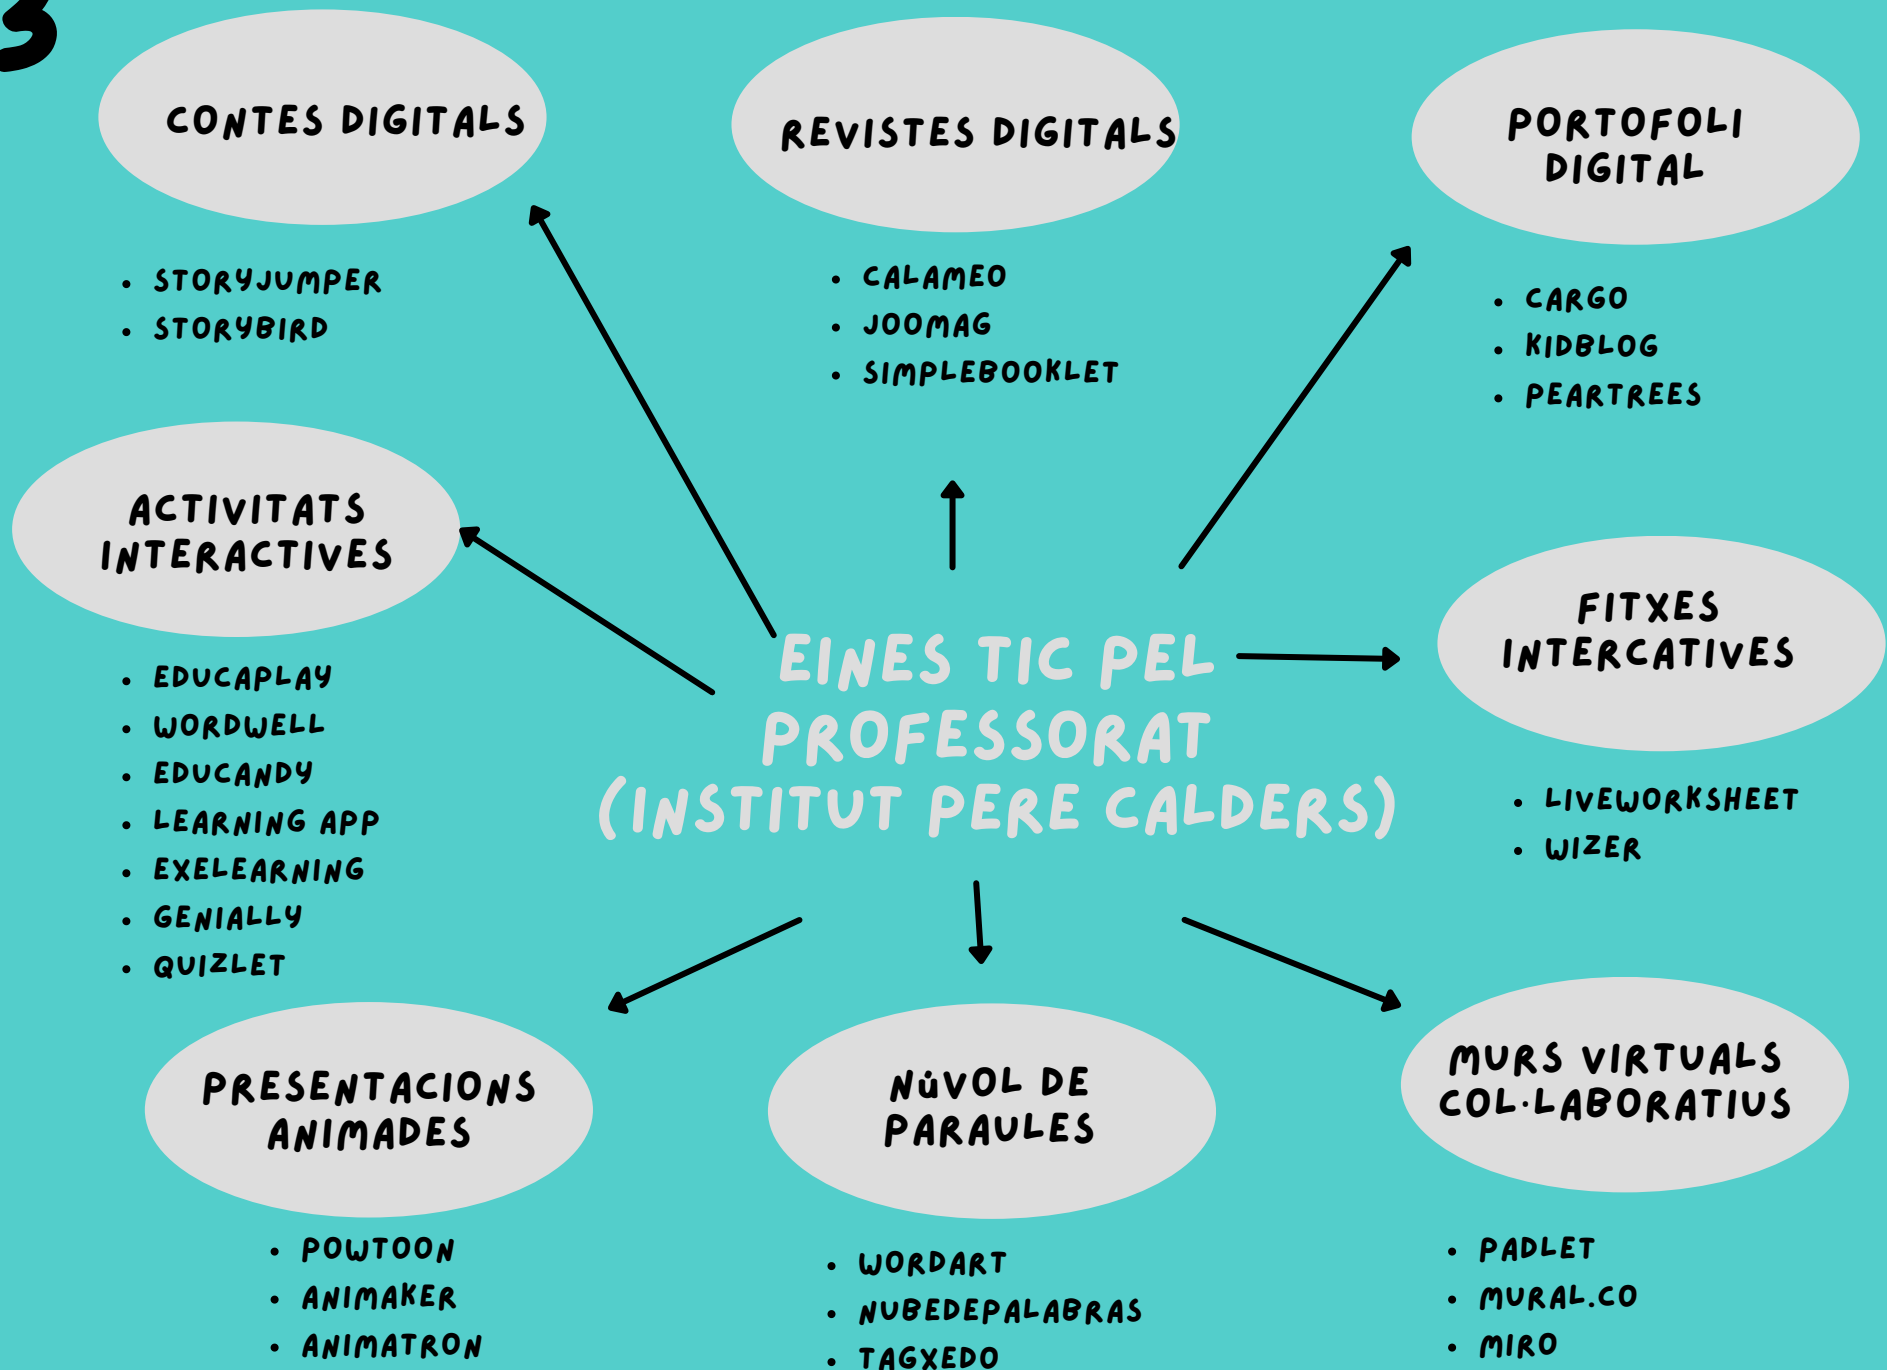 3
CONTES DIGITALS
STORYJUMPER
STORYBIRD
REVISTES DIGITALS
CALAMEO
JOOMAG
SIMPLEBOOKLET
PORTOFOLI
DIGITAL
CARGO
KIDBLOG
PEARTREES
ACTIVITATS
INTERACTIVES
EDUCAPLAY
WORDWELL
EDUCANDY
LEARNING APP
EXELEARNING
GENIALLY
QUIZLET
EINES TIC PEL
PROFESSORAT
(INSTITUT PERE CALDERS)
FITXES
INTERCATIVES
LIVEWORKSHEET
WIZER
PRESENTACIONS
ANIMADES
POWTOON
ANIMAKER
ANIMATRON
NúVOL DE
PARAULES
WORDART
NUBEDEPALABRAS
TAGXEDO
MURS VIRTUALS
COL·LABORATIUS
PADLET
MURAL.CO
MIRO